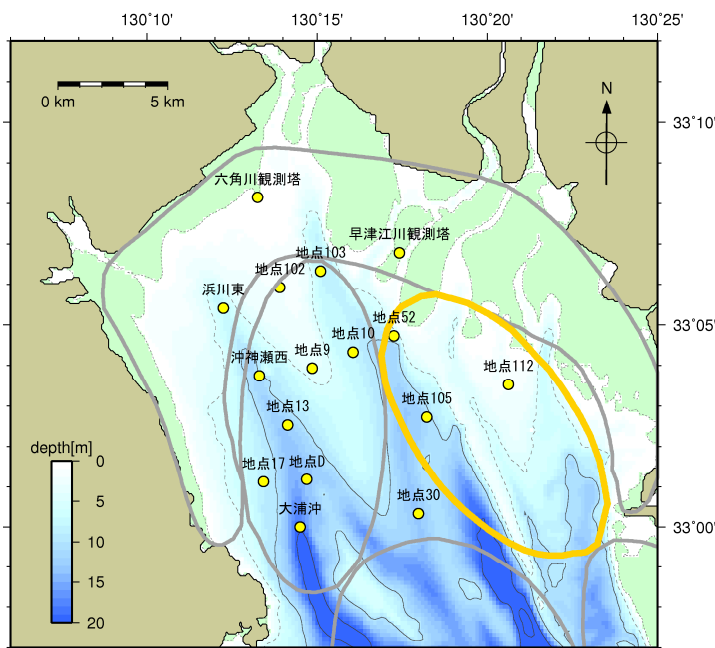 130˚10'
130˚15'
130˚20'
130˚25'
0 km
5 km
N
33˚10'
六角川観測塔
早津江川観測塔
地点103
地点102
浜川東
地点52
33˚05'
地点10
沖神瀬西
地点9
地点112
地点105
地点13
depth[m]
0
5
10
15
20
地点17
地点D
地点30
大浦沖
33˚00'